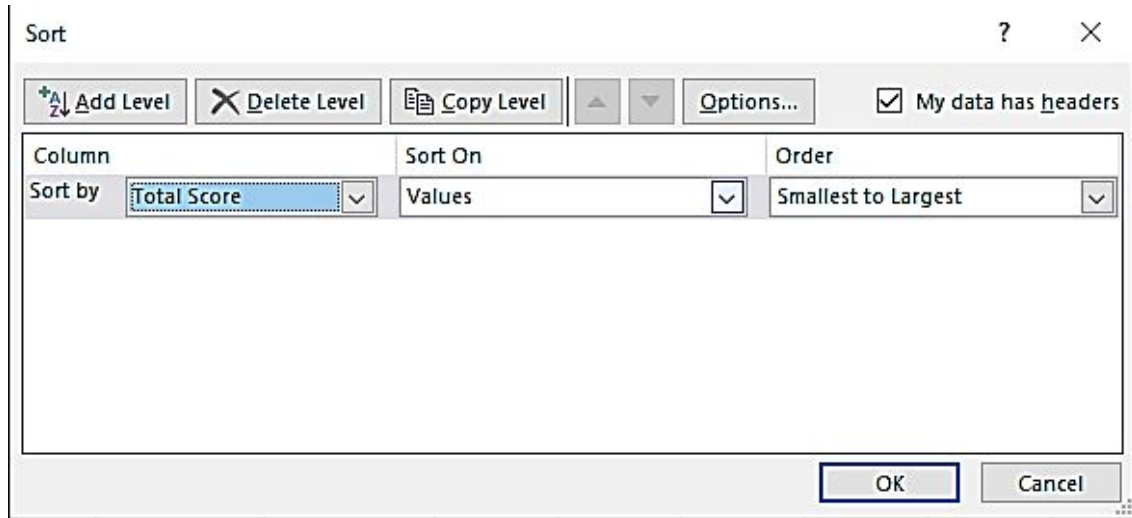 Sort ?
Add Level Delete Level Copy Level Options... My data has headers
Column Sort On Order
Sort by Total Score Values Smallest to Largest
OK Cancel